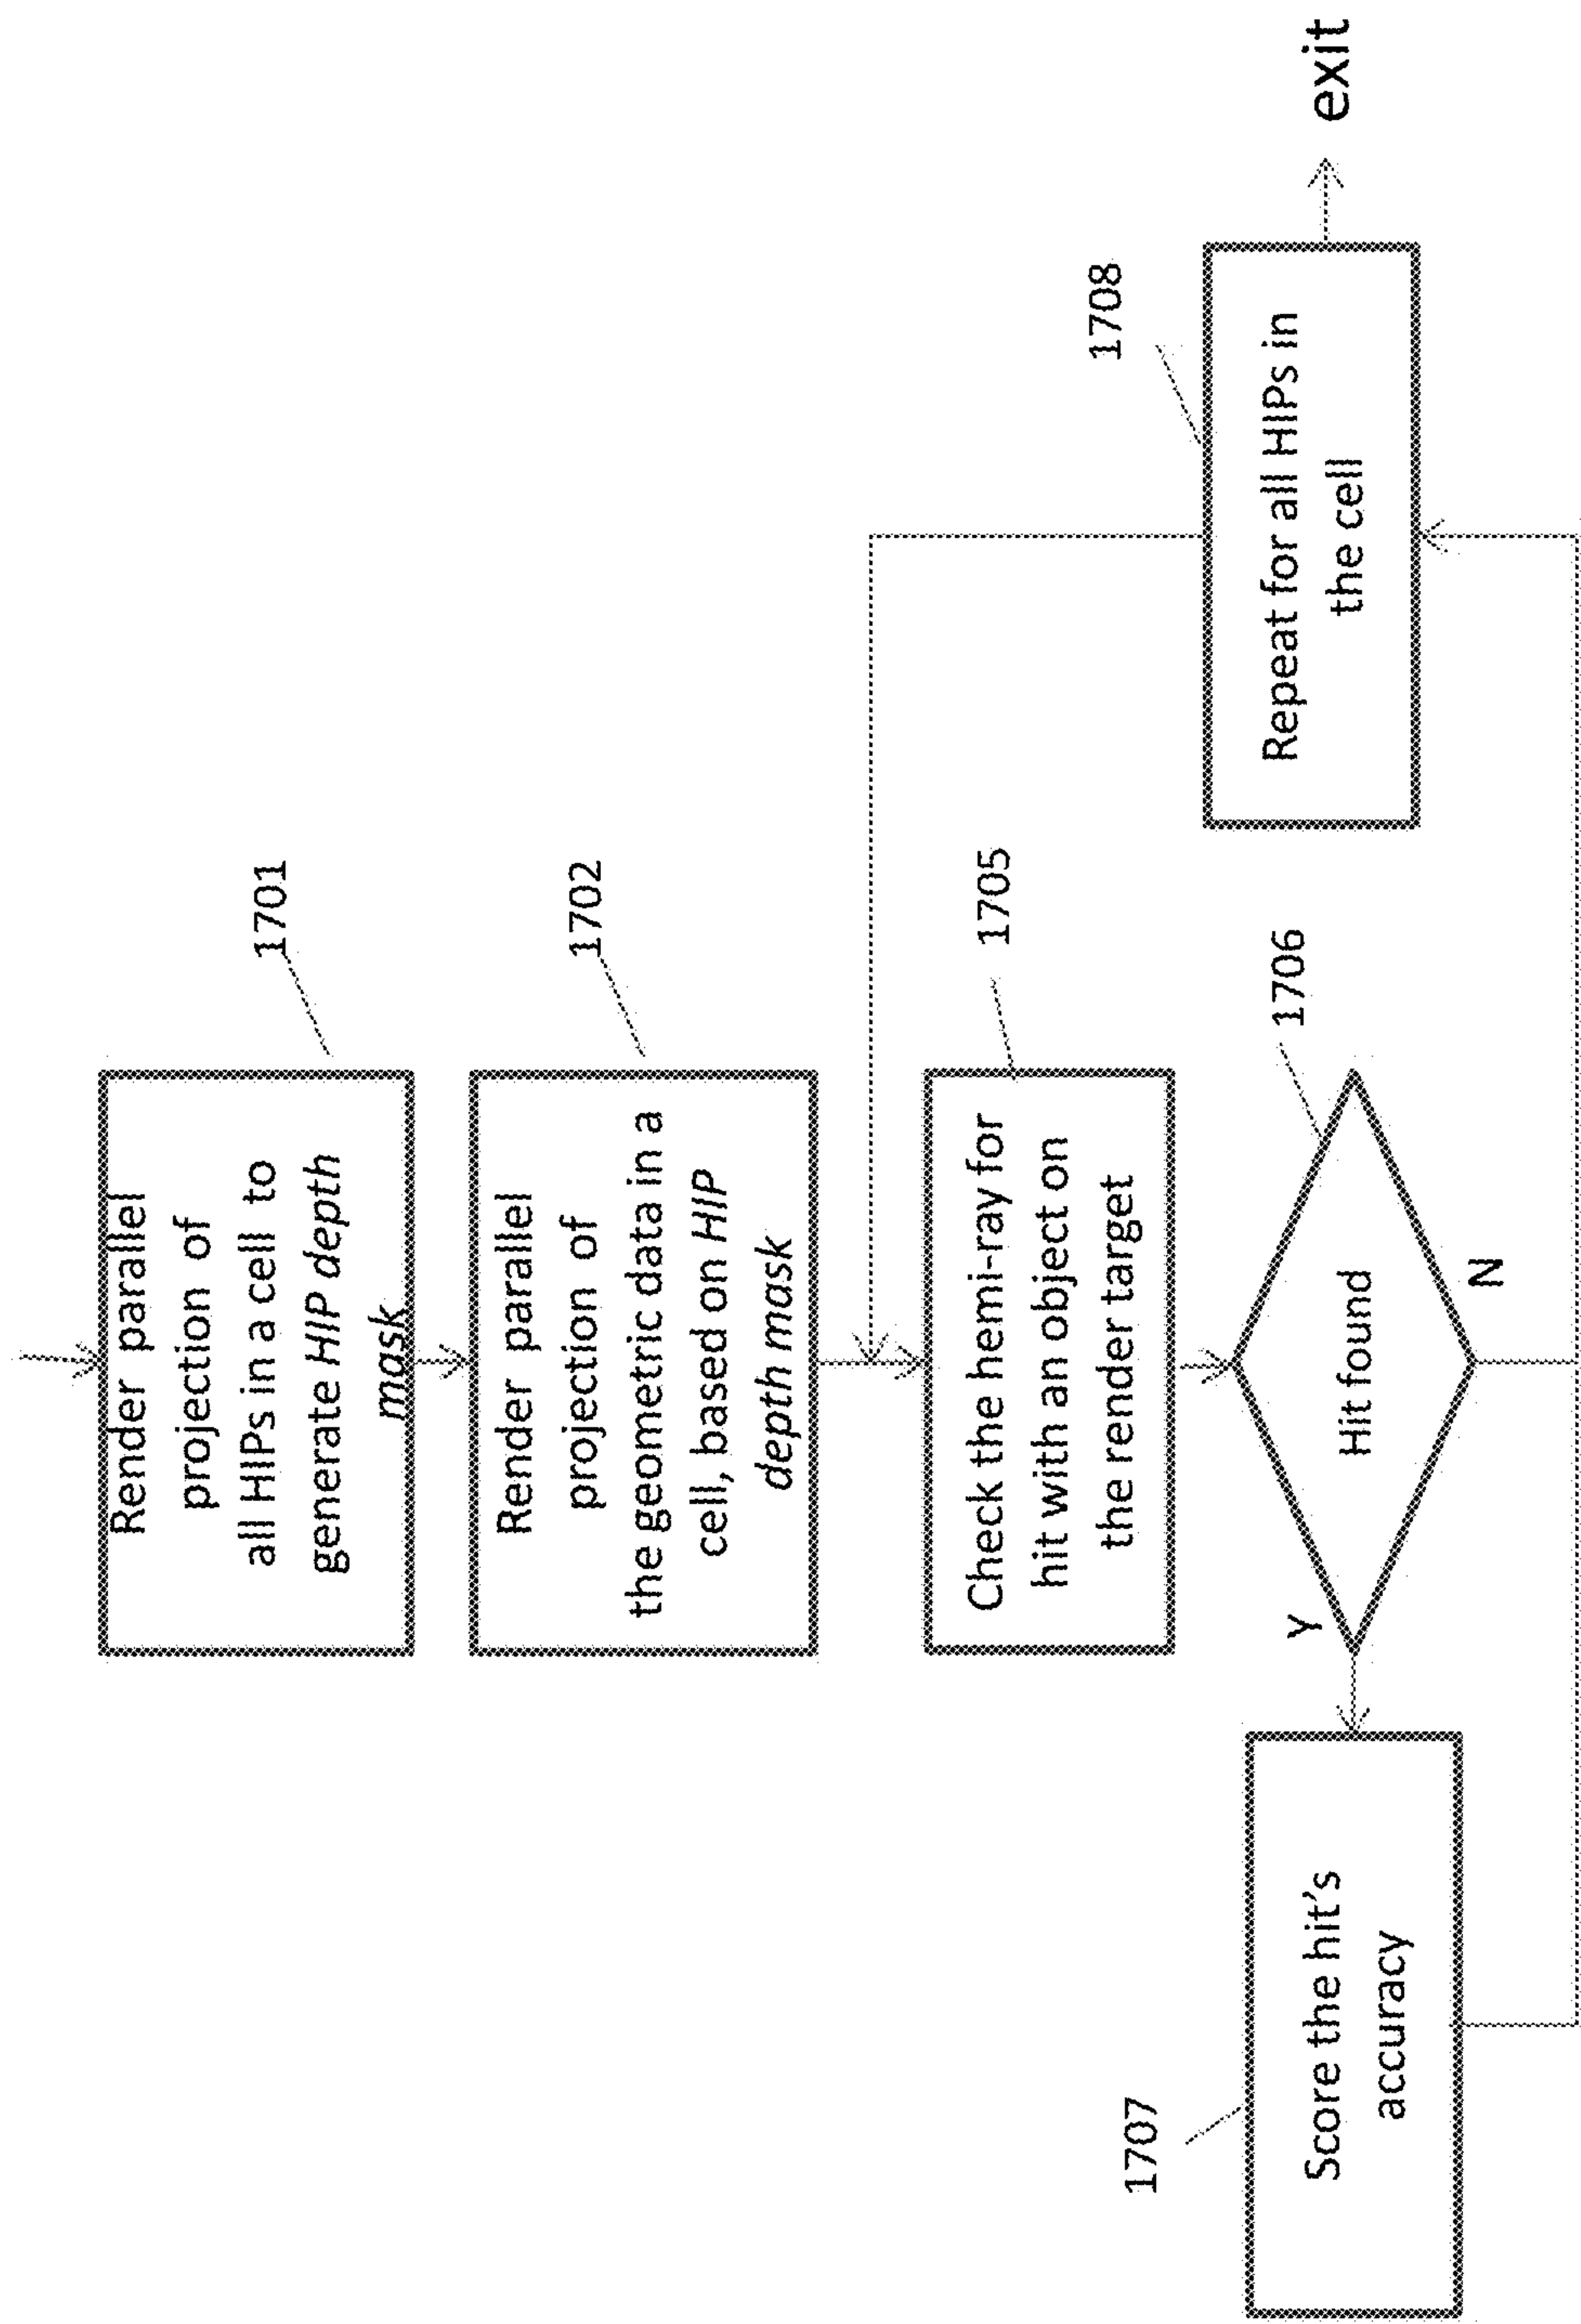 Render parallel
projection of
all HIPs in a cell to
generate HIP depth
mask
1701
Render parallel
projection of
the geometric data in a
cell, based on HIP
depth mask
1702
Check the hemi-ray for
hit with an object on
the render target
1705
Hit found
1706
Y
N
Score the hit's
accuracy
1707
Repeat for all HIPs in
the cell
1708
exit